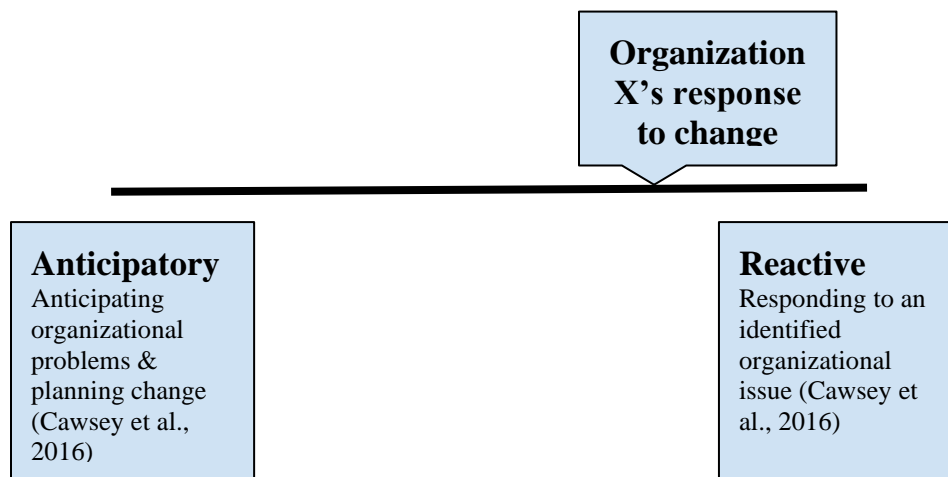 Organization
X’s response
to change
Anticipatory
Anticipating
organizational
problems &
planning change
(Cawsey et al.,
2016)
Reactive
Responding to an
identified
organizational
issue (Cawsey et
al., 2016)